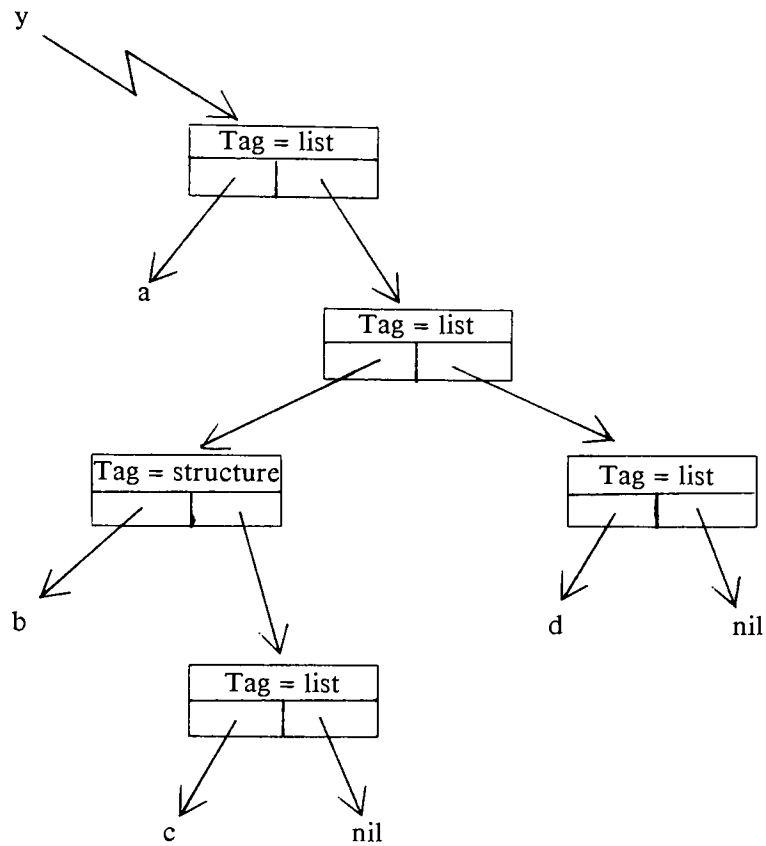 y
Tag = list
a
Tag = list
Tag = structure
Tag = list
b
d
nil
Tag = list
c
nil